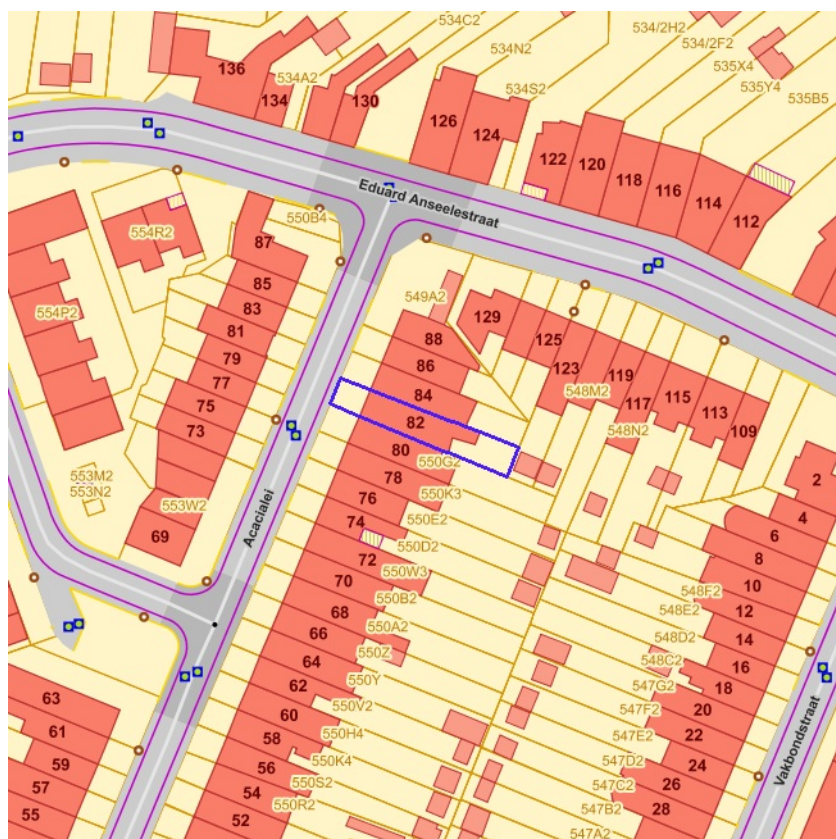 534C2
534/2H2
534N2
534/2F2
136
534A2
535X4
134
130
534S2
535Y4
535B5
126
124
122
120
118
116
114
112
Eduard Anseelestraat
550B4
554R2
87
85
549A2
129
83
554P2
81
88
125
79
86
123
119
77
84
548M2
75
82
117
115
113
73
80
548N2
109
550G2
553M2
78
2
553N2
550K3
76
4
553W2
550E2
74
6
69
Acacialei
550D2
72
8
70
550W3
10
548F2
550B2
12
548E2
68
550A2
14
66
548D2
550Z
16
64
548C2
550Y
547G2
18
62
63
550V2
547F2
20
60
61
550H4
547E2
22
58
59
550K4
547D2
24
56
57
550S2
547C2
26
54
55
550R2
547B2
28
52
547A2
Vakbondstraat